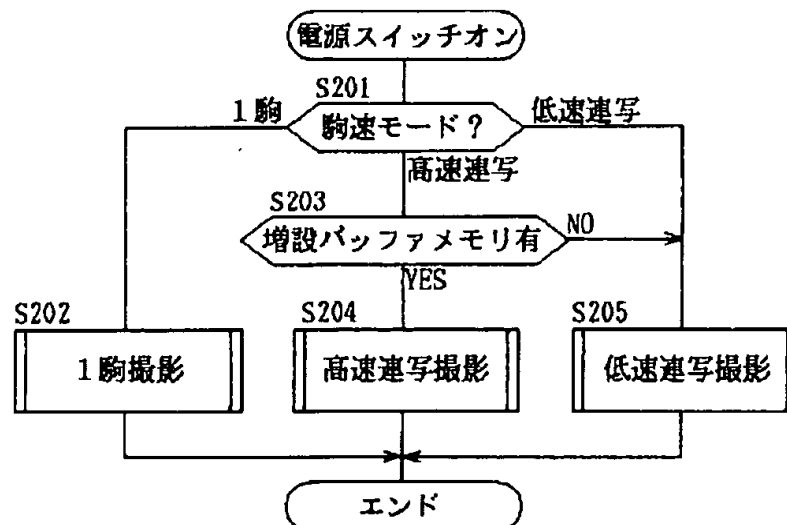 電源スイッチオン
S201
1駒
駒速モード?
低速連写
高速連写
S203
増設バッファメモリ有
NO
YES
S202
1駒撮影
S204
高速連写撮影
S205
低速連写撮影
エンド